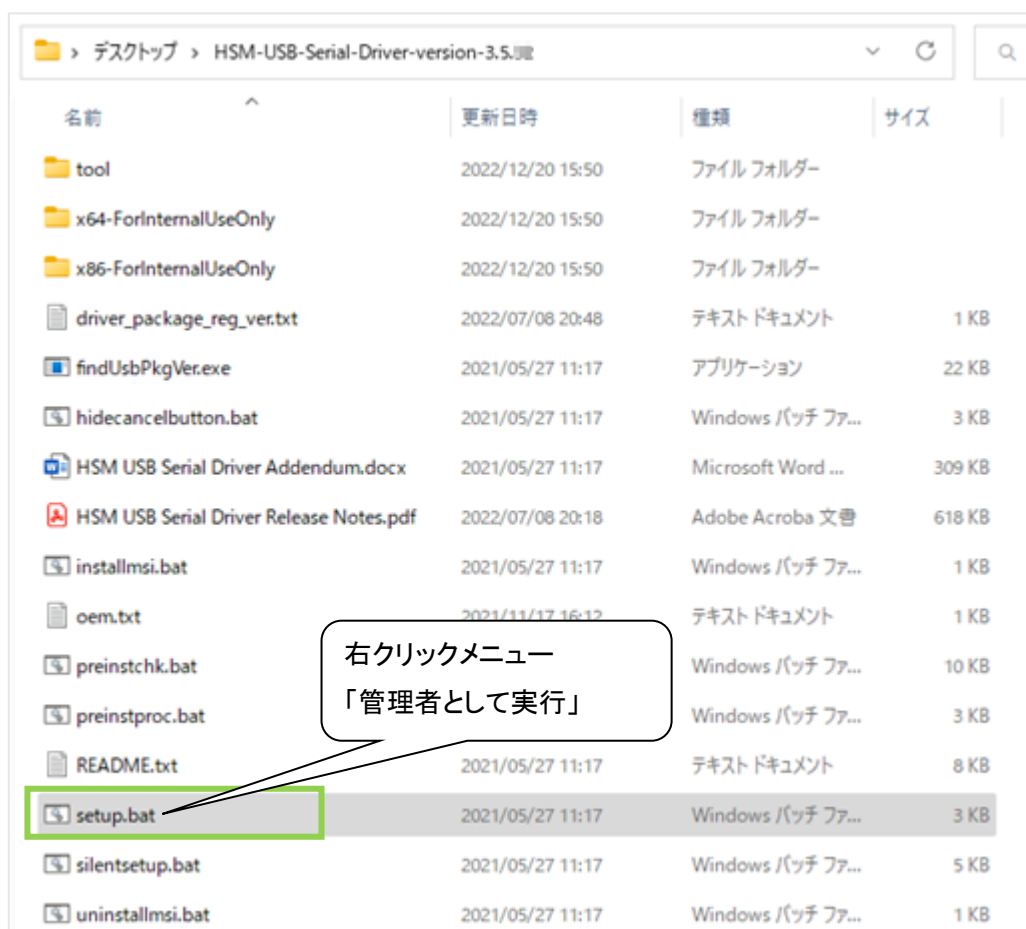 デスクトップ HSM-USB-Serial-Driver-version-3.5.
名前 更新日時 種類 サイズ
tool 2022/12/20 15:50 ファイル フォルダー
x64-ForInternalUseOnly 2022/12/20 15:50 ファイル フォルダー
x86-ForInternalUseOnly 2022/12/20 15:50 ファイル フォルダー
driver_package_reg_ver.txt 2022/07/08 20:48 テキスト ドキュメント 1 KB
findUsbPkgVer.exe 2021/05/27 11:17 アプリケーション 22 KB
hidecancelbutton.bat 2021/05/27 11:17 Windows バッチ ファ... 3 KB
HSM USB Serial Driver Addendum.docx 2021/05/27 11:17 Microsoft Word ... 309 KB
HSM USB Serial Driver Release Notes.pdf 2022/07/08 20:18 Adobe Acroba 文書 618 KB
installmsi.bat 2021/05/27 11:17 Windows バッチ ファ... 1 KB
oem.txt 2021/11/17 16:12 テキスト ドキュメント 1 KB
右クリックメニュー
「管理者として実行」
preinstchk.bat Windows バッチ ファ... 10 KB
preinstproc.bat Windows バッチ ファ... 3 KB
README.txt 2021/05/27 11:17 テキスト ドキュメント 8 KB
setup.bat 2021/05/27 11:17 Windows バッチ ファ... 3 KB
silentsetup.bat 2021/05/27 11:17 Windows バッチ ファ... 5 KB
uninstallmsi.bat 2021/05/27 11:17 Windows バッチ ファ... 1 KB